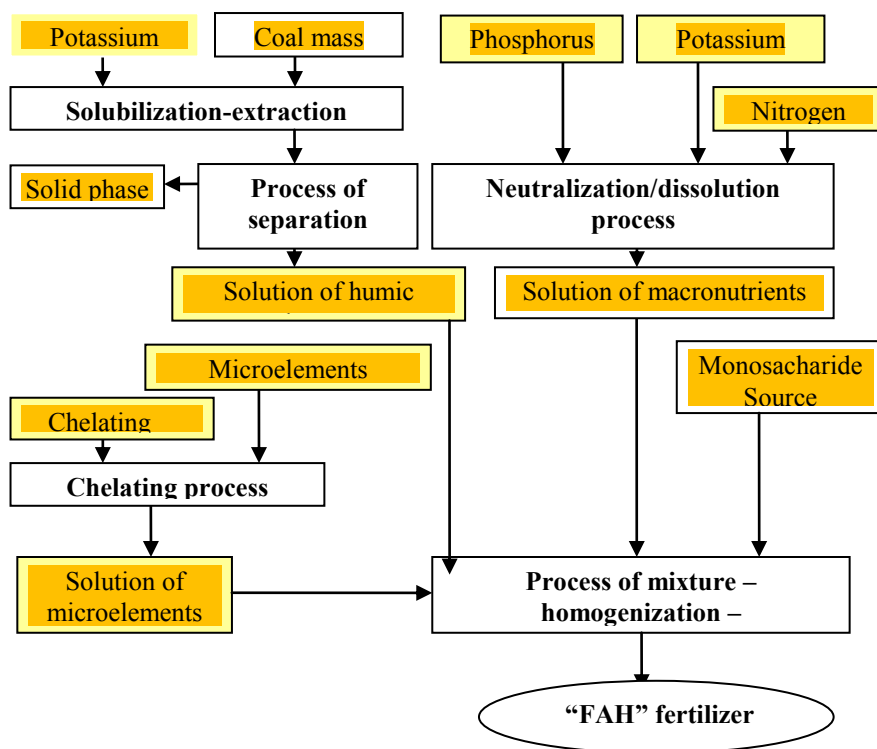 Potassium
Coal mass
Phosphorus
Potassium
Solubilization-extraction
Nitrogen
Solid phase
Process of
separation
Neutralization/dissolution
process
Solution of humic
Solution of macronutrients
Microelements
Monosacharide
Source
Chelating
Chelating process
Solution of
microelements
Process of mixture –
homogenization –
“FAH” fertilizer